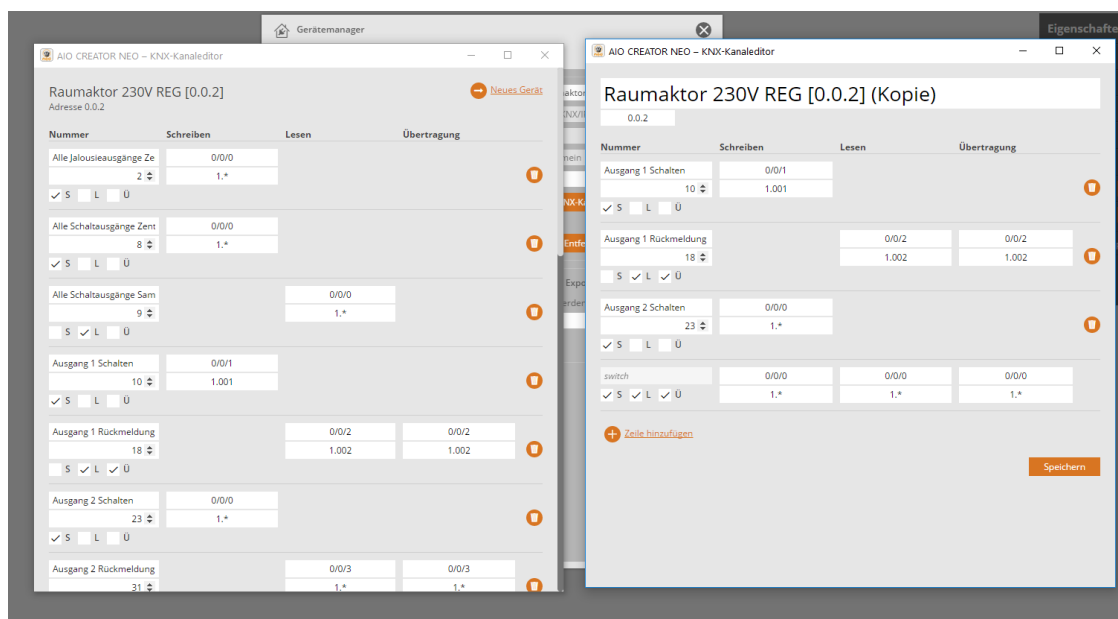 Gerätemanager
Eigenschafte
AIO CREATOR NEO – KNX-Kanaleditor
Raumaktor 230V REG [0.0.2]
Adresse 0.0.2
Neues Gerät
Nummer Schreiben Lesen Übertragung
Alle Jalousieausgänge Ze 0/0/0
2 1.*
S L Ü
Alle Schaltausgänge Zent 0/0/0
8 1.*
S L Ü
Alle Schaltausgänge Sam 0/0/0
9 1.*
S L Ü
Ausgang 1 Schalten 0/0/1
10 1.001
S L Ü
Ausgang 1 Rückmeldung 0/0/2 0/0/2
18 1.002 1.002
S L Ü
Ausgang 2 Schalten 0/0/0
23 1.*
S L Ü
Ausgang 2 Rückmeldung 0/0/3 0/0/3
31 1.* 1.*
aktor
KNX/I
mein
NX-Ka
Entfe
Expo
erden
AIO CREATOR NEO – KNX-Kanaleditor
Raumaktor 230V REG [0.0.2] (Kopie)
0.0.2
Nummer Schreiben Lesen Übertragung
Ausgang 1 Schalten 0/0/1
10 1.001
S L Ü
Ausgang 1 Rückmeldung 0/0/2 0/0/2
18 1.002 1.002
S L Ü
Ausgang 2 Schalten 0/0/0
23 1.*
S L Ü
switch 0/0/0 0/0/0 0/0/0
S L Ü 1.* 1.* 1.*
Zeile hinzufügen
Speichern